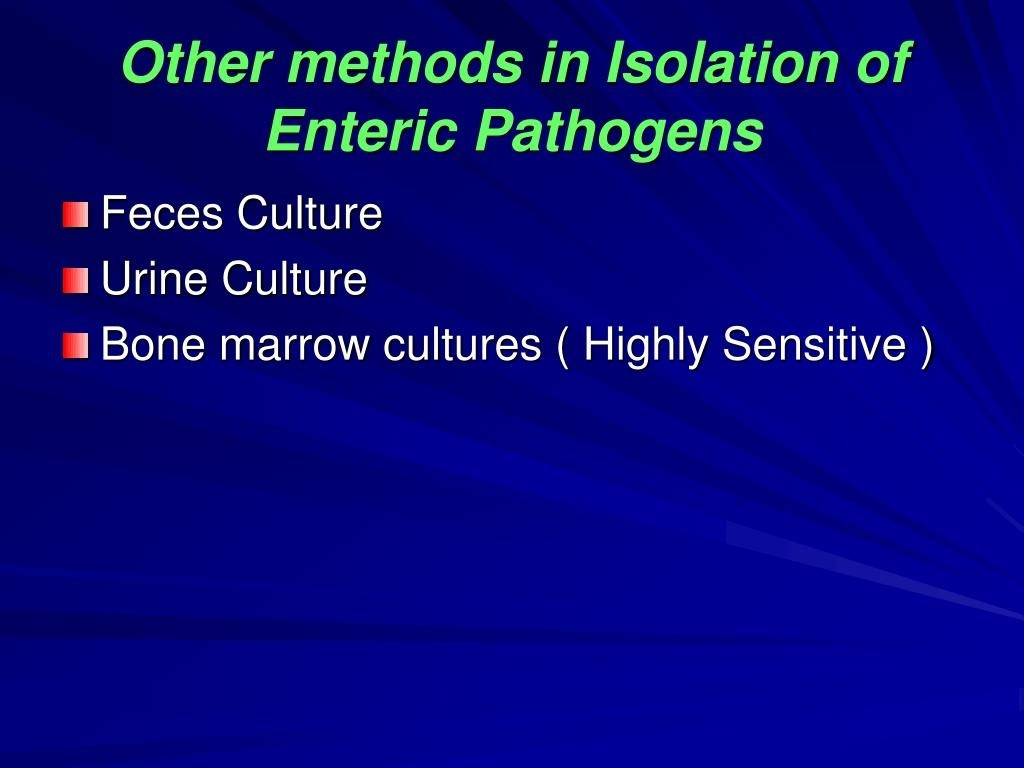 Other methods in Isolation of
Enteric Pathogens
Feces Culture
Urine Culture
Bone marrow cultures ( Highly Sensitive )